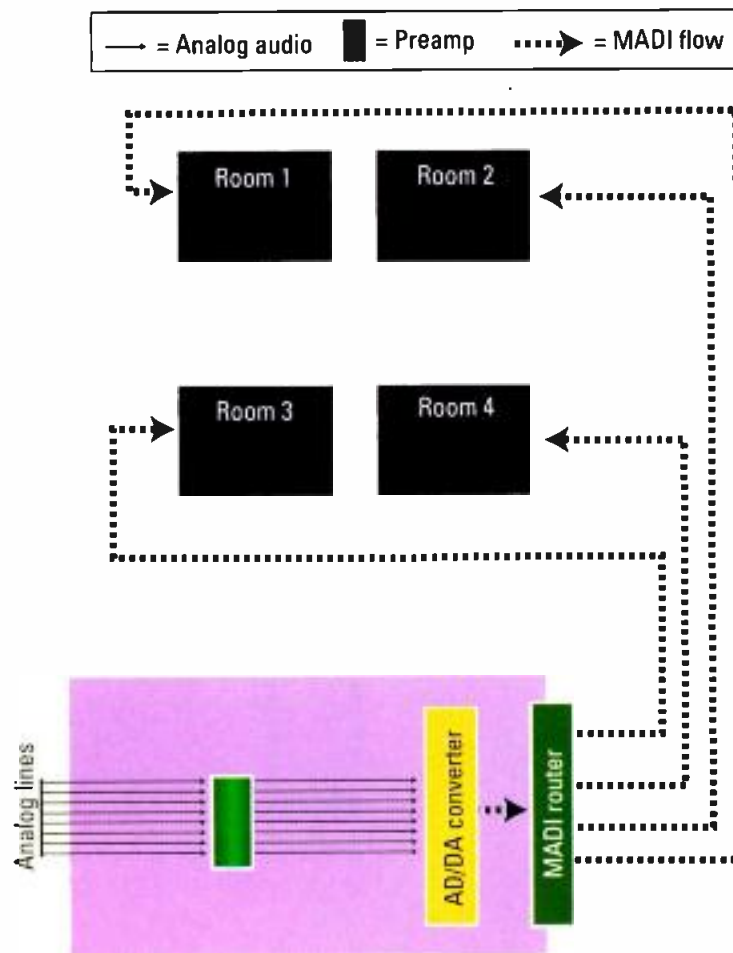 = Analog audio = Preamp = MADI flow
Room 1
Room 2
Room 3
Room 4
Analog lines
AD/DA converter
MADI router